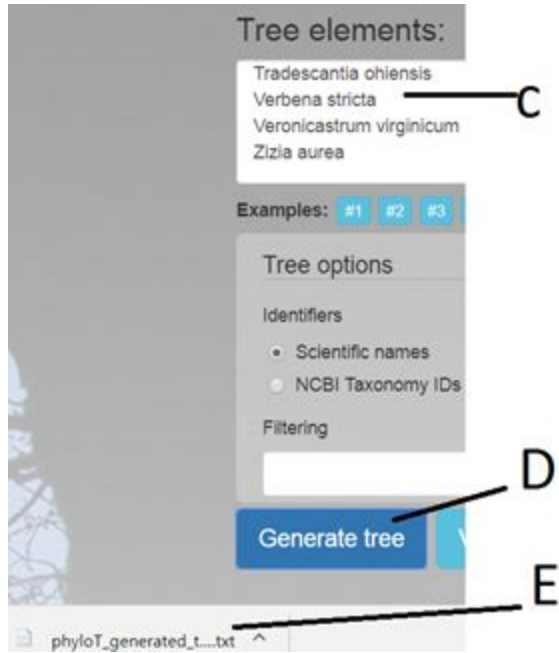 Tree elements:
Tradescantia ohiensis
Verbena stricta
C
Veronicastrum virginicum
Zizia aurea
Examples: #1 #2 #3
Tree options
Identifiers
Scientific names
NCBI Taxonomy IDs
Filtering
D
Generate tree
E
phyloT_generated_t....txt